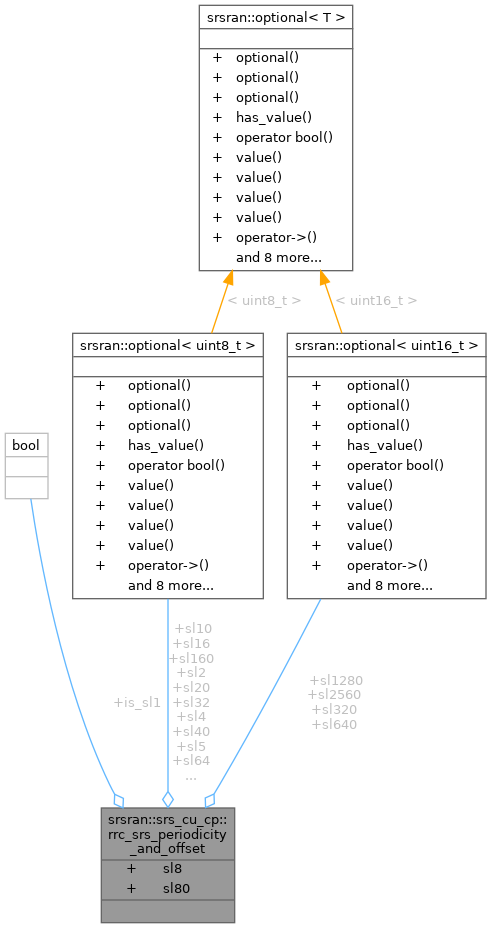 srsran::optional< T >
+ optional()
+ optional()
+ optional()
+ has_value()
+ operator bool()
+ value()
+ value()
+ value()
+ value()
+ operator->()
and 8 more...
< uint8_t >
< uint16_t >
srsran::optional< uint8_t >
+ optional()
+ optional()
+ optional()
+ has_value()
+ operator bool()
+ value()
+ value()
+ value()
+ value()
+ operator->()
and 8 more...
srsran::optional< uint16_t >
+ optional()
+ optional()
+ optional()
+ has_value()
+ operator bool()
+ value()
+ value()
+ value()
+ value()
+ operator->()
and 8 more...
bool
+is_sl1
+sl10
+sl16
+sl160
+sl2
+sl20
+sl32
+sl4
+sl40
+sl5
+sl64
...
+sl1280
+sl2560
+sl320
+sl640
srsran::srs_cu_cp::
rrc_srs_periodicity
_and_offset
+ sl8
+ sl80